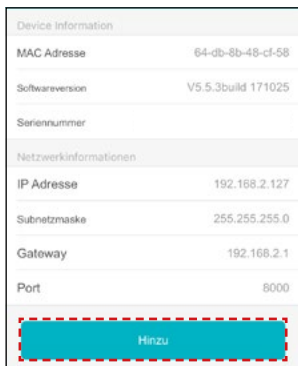 Device Information
MAC Adresse 64-db-8b-48-cf-58
Softwareversion V5.5.3build 171025
Seriennummer
Netzwerkinformationen
IP Adresse 192.168.2.127
Subnetzmaske 255.255.255.0
Gateway 192.168.2.1
Port 8000
Hinzu